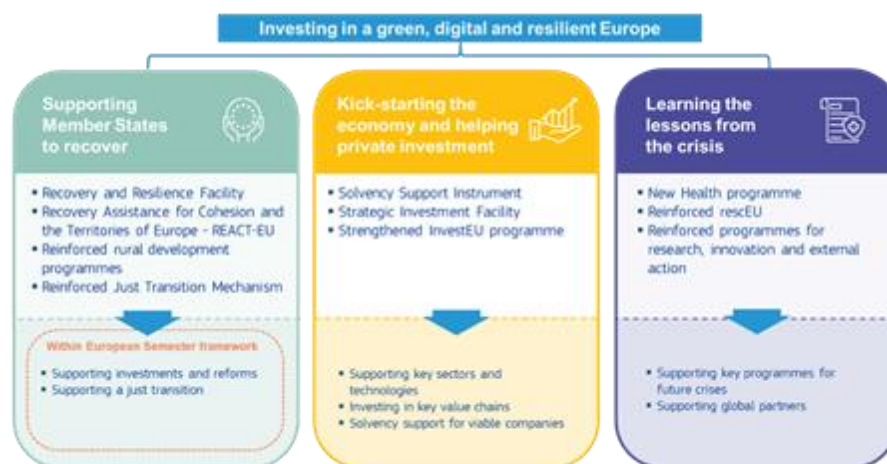 Investing in a green, digital and resilient Europe
Supporting
Member States
to recover
▪ Recovery and Resilience Facility
▪ Recovery Assistance for Cohesion and
the Territories of Europe - REACT-EU
▪ Reinforced rural development
programmes
▪ Reinforced Just Transition Mechanism
Within European Semester framework
▪ Supporting investments and reforms
▪ Supporting a just transition
Kick-starting the
economy and helping
private investment
▪ Solvency Support Instrument
▪ Strategic Investment Facility
▪ Strengthened InvestEU programme
▪ Supporting key sectors and
technologies
▪ Investing in key value chains
▪ Solvency support for viable companies
Learning the
lessons from
the crisis
▪ New Health programme
▪ Reinforced rescEU
▪ Reinforced programmes for
research, innovation and external
action
▪ Supporting key programmes for
future crises
▪ Supporting global partners